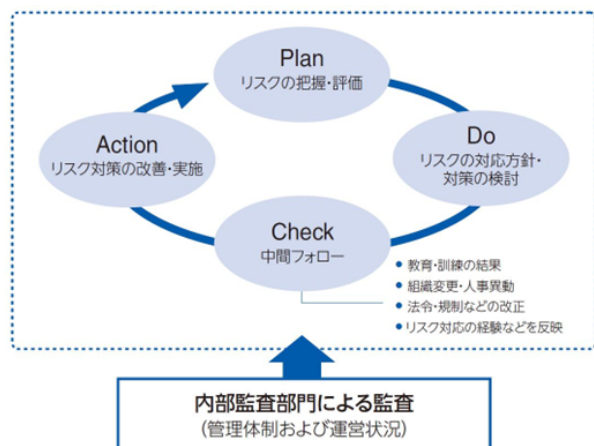 Plan
リスクの把握・評価
Do
リスクの対応方針・
対策の検討
Action
リスク対策の改善・実施
Check
中間フォロー
● 教育・訓練の結果
● 組織変更・人事異動
● 法令・規制などの改正
● リスク対応の経験などを反映
内部監査部門による監査
(管理体制および運営状況)